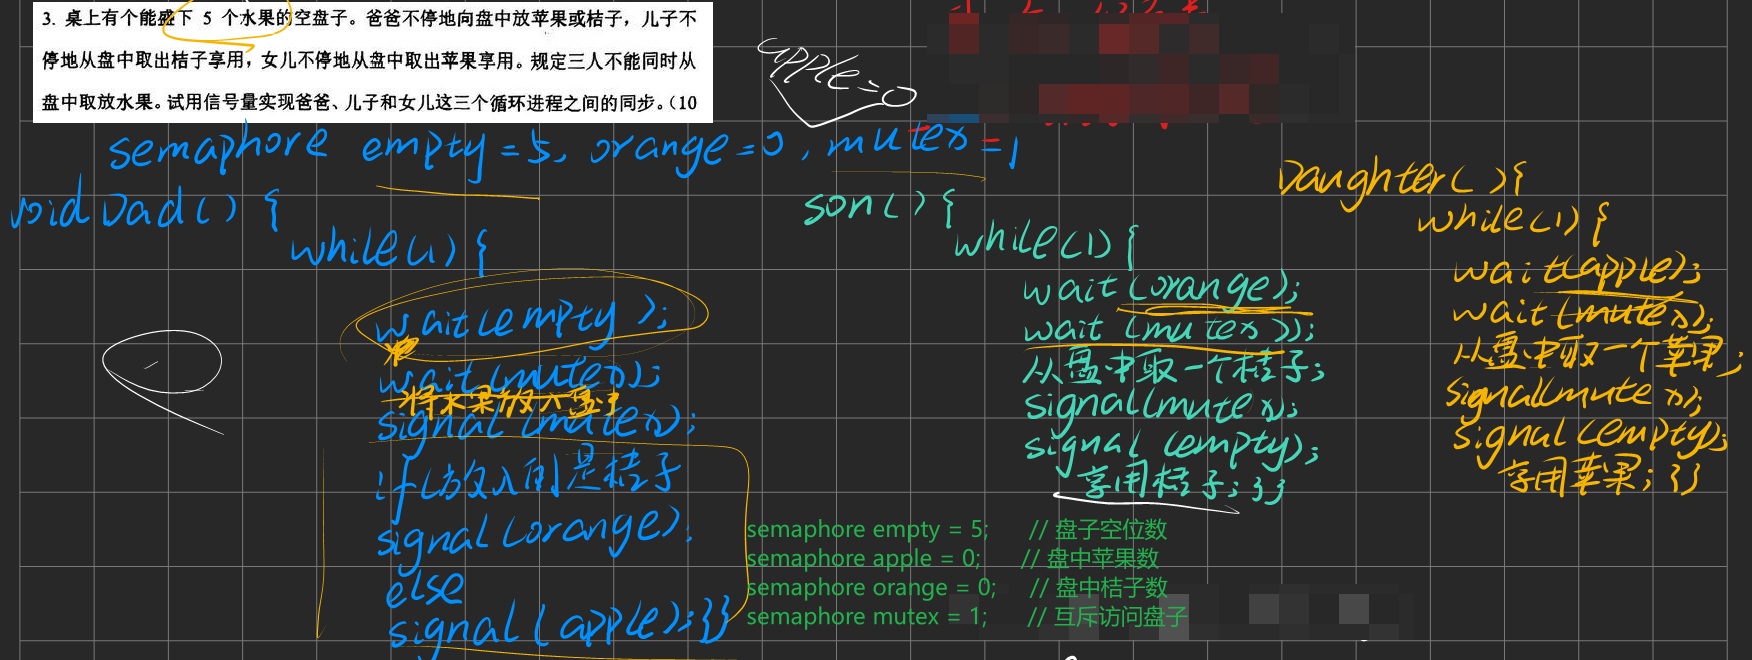 3. 桌上有个能盛下 5 个水果的空盘子。爸爸不停地向盘中放苹果或桔子，儿子不
停地从盘中取出桔子享用，女儿不停地从盘中取出苹果享用。规定三人不能同时从
盘中取放水果。试用信号量实现爸爸、儿子和女儿这三个循环进程之间的同步。（10
apple=0
semaphore empty=5, orange=0, mutex=1
void Dad() {
while(1) {
wait(empty);
wait(mutex);
将水果放入盘中
signal(mutex);
if(放入的是桔子
signal(orange);
else
signal(apple);}}
son() {
while(1) {
wait(orange);
wait(mutex);
从盘中取一个桔子;
signal(mutex);
signal(empty);
享用桔子;}}
Daughter() {
while(1) {
wait(apple);
wait(mutex);
从盘中取一个苹果;
signal(mutex);
signal(empty);
享用苹果;}}
semaphore empty = 5; // 盘子空位数
semaphore apple = 0; // 盘中苹果数
semaphore orange = 0; // 盘中桔子数
semaphore mutex = 1; // 互斥访问盘子